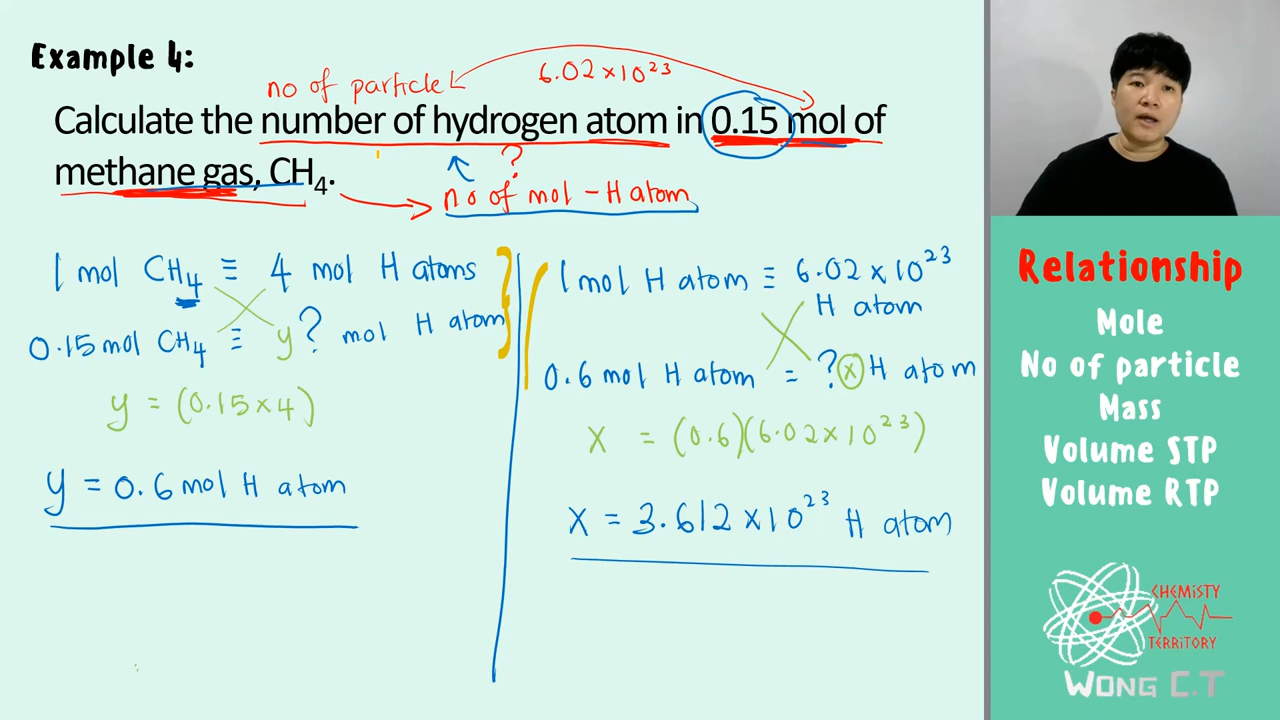 Example 4:
no of particle 6.02×10²³
Calculate the number of hydrogen atom in 0.15 mol of
methane gas, CH₄.
?
no of mol – H atom
1 mol CH₄ ≡ 4 mol H atoms
0.15 mol CH₄ ≡ y? mol H atom
y = (0.15×4)
y = 0.6 mol H atom
1 mol H atom ≡ 6.02×10²³
H atom
0.6 mol H atom = ? x H atom
x = (0.6)(6.02×10²³)
x = 3.612×10²³ H atom
Relationship
Mole
No of particle
Mass
Volume STP
Volume RTP
CHEMISTY
TERRITORY
WONG C.T